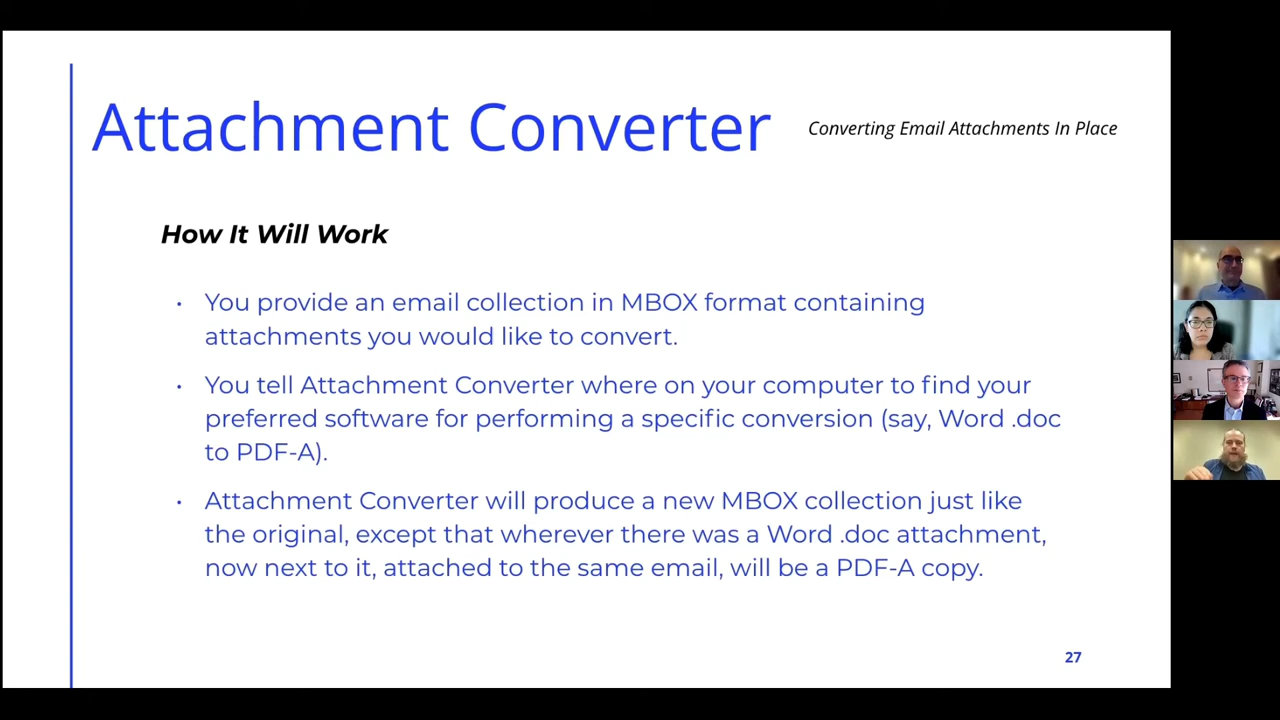 Attachment Converter
Converting Email Attachments In Place
How It Will Work
• You provide an email collection in MBOX format containing
attachments you would like to convert.
• You tell Attachment Converter where on your computer to find your
preferred software for performing a specific conversion (say, Word .doc
to PDF-A).
• Attachment Converter will produce a new MBOX collection just like
the original, except that wherever there was a Word .doc attachment,
now next to it, attached to the same email, will be a PDF-A copy.
27